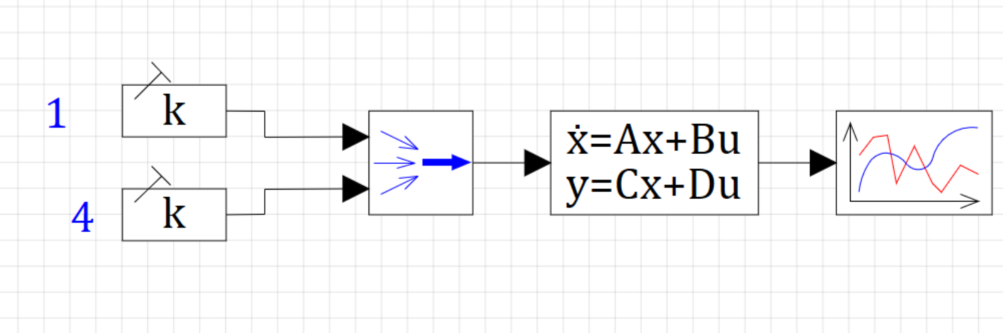 1
k
4
k
ẋ=Ax+Bu
y=Cx+Du